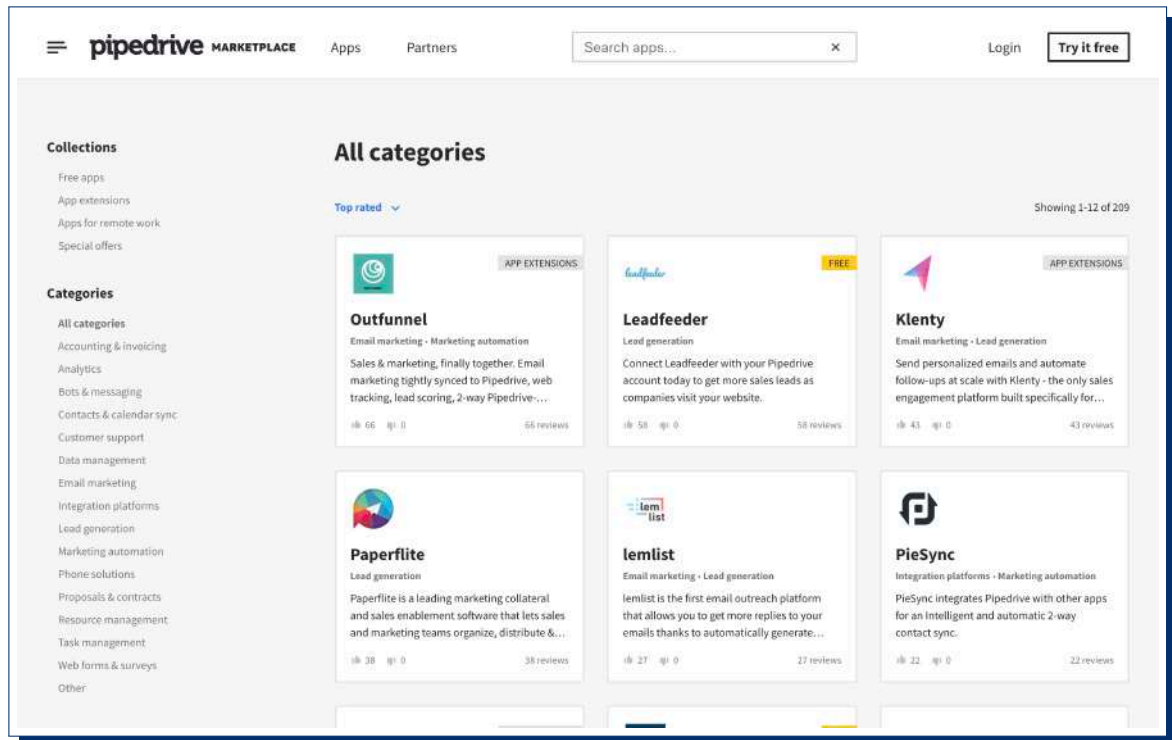 pipedrive MARKETPLACE
Apps
Partners
Search apps...
Login
Try it free
Collections
Free apps
App extensions
Apps for remote work
Special offers
Categories
All categories
Accounting & invoicing
Analytics
Bots & messaging
Contacts & calendar sync
Customer support
Data management
Email marketing
Integration platforms
Lead generation
Marketing automation
Phone solutions
Proposals & contracts
Resource management
Task management
Web forms & surveys
Other
All categories
Top rated
Showing 1-12 of 209
APP EXTENSIONS
Outfunnel
Email marketing • Marketing automation
Sales & marketing, finally together. Email
marketing tightly synced to Pipedrive, web
tracking, lead scoring, 2-way Pipedrive-...
66 0 66 reviews
leadfeeder
FREE
Leadfeeder
Lead generation
Connect Leadfeeder with your Pipedrive
account today to get more sales leads as
companies visit your website.
58 0 58 reviews
APP EXTENSIONS
Klenty
Email marketing • Lead generation
Send personalized emails and automate
follow-ups at scale with Klenty - the only sales
engagement platform built specifically for...
43 0 43 reviews
Paperflite
Lead generation
Paperflite is a leading marketing collateral
and sales enablement software that lets sales
and marketing teams organize, distribute &...
38 0 38 reviews
lem
list
lemlist
Email marketing • Lead generation
lemlist is the first email outreach platform
that allows you to get more replies to your
emails thanks to automatically generate...
27 0 27 reviews
PieSync
Integration platforms • Marketing automation
PieSync integrates Pipedrive with other apps
for an Intelligent and automatic 2-way
contact sync.
22 0 22 reviews